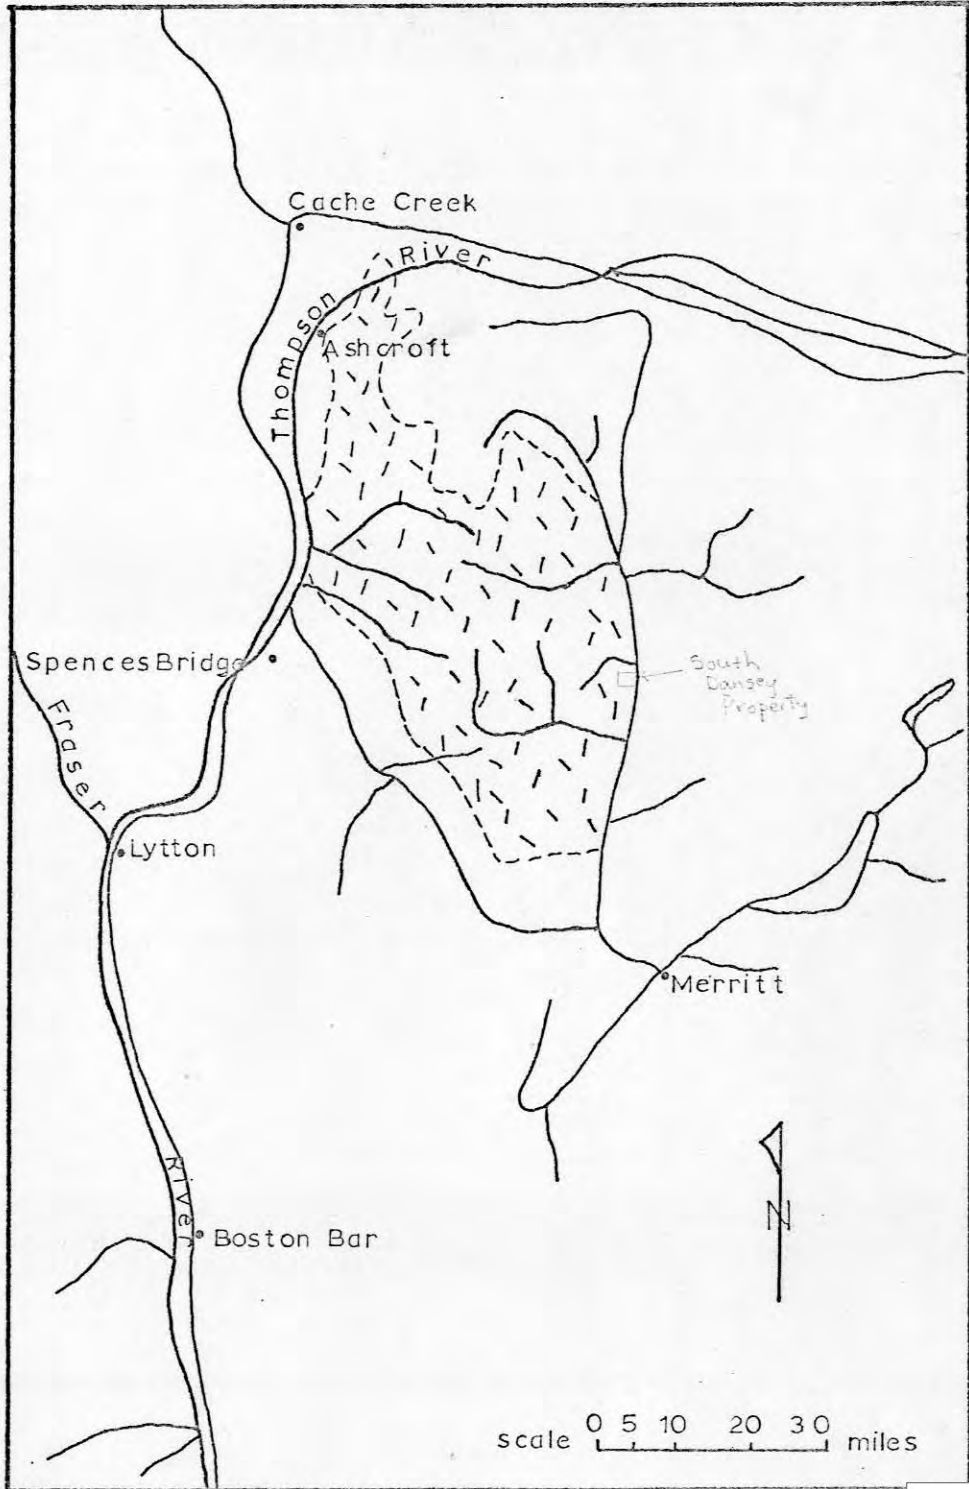 Cache Creek
River
Thompson
Ashcroft
Spences Bridge
South
Dansey
Property
Fraser
Lytton
Merritt
River
Boston Bar
N
0 5 10 20 30
scale miles